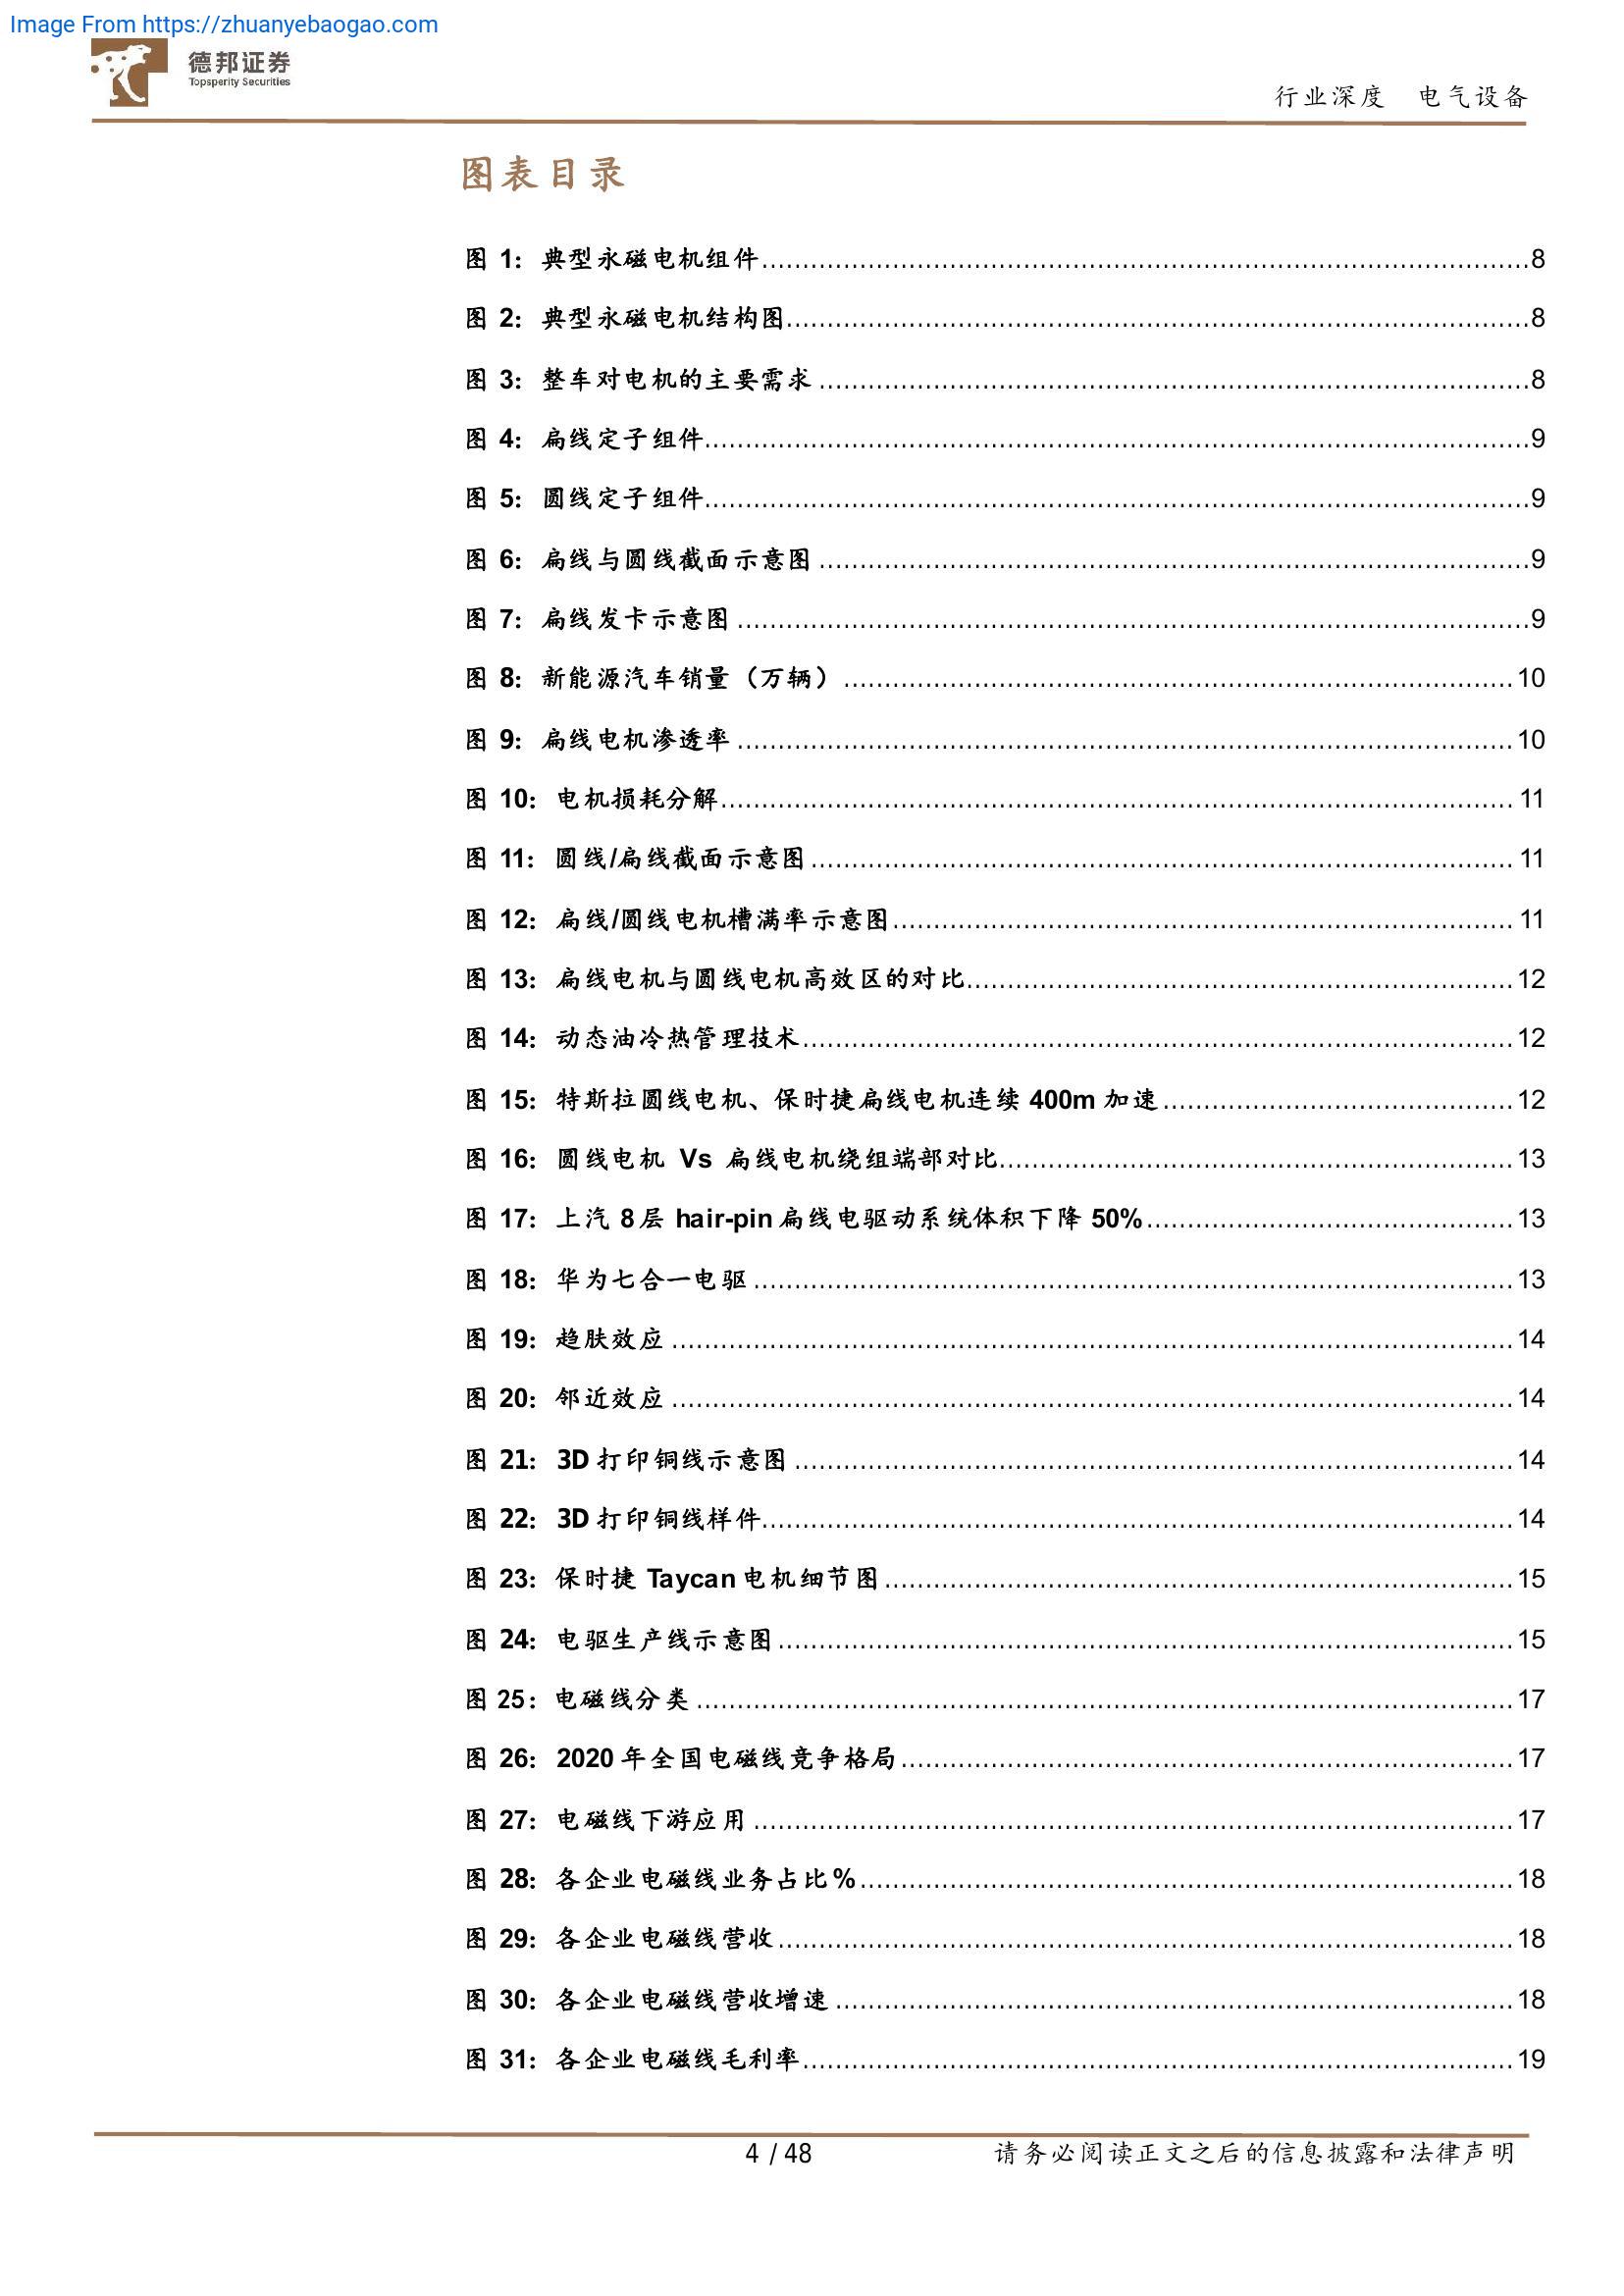 Image From https://zhuanyebaogao.com
德邦证券
Topsperity Securities
行业深度 电气设备
图表目录
图 1：典型永磁电机组件........................................8
图 2：典型永磁电机结构图........................................8
图 3：整车对电机的主要需求........................................8
图 4：扁线定子组件........................................9
图 5：圆线定子组件........................................9
图 6：扁线与圆线截面示意图........................................9
图 7：扁线发卡示意图........................................9
图 8：新能源汽车销量（万辆）........................................10
图 9：扁线电机渗透率........................................10
图 10：电机损耗分解........................................11
图 11：圆线/扁线截面示意图........................................11
图 12：扁线/圆线电机槽满率示意图........................................11
图 13：扁线电机与圆线电机高效区的对比........................................12
图 14：动态油冷热管理技术........................................12
图 15：特斯拉圆线电机、保时捷扁线电机连续 400m 加速........................................12
图 16：圆线电机 Vs 扁线电机绕组端部对比........................................13
图 17：上汽 8 层 hair-pin 扁线电驱动系统体积下降 50%........................................13
图 18：华为七合一电驱........................................13
图 19：趋肤效应........................................14
图 20：邻近效应........................................14
图 21：3D 打印铜线示意图........................................14
图 22：3D 打印铜线样件........................................14
图 23：保时捷 Taycan 电机细节图........................................15
图 24：电驱生产线示意图........................................15
图 25：电磁线分类........................................17
图 26：2020 年全国电磁线竞争格局........................................17
图 27：电磁线下游应用........................................17
图 28：各企业电磁线业务占比%........................................18
图 29：各企业电磁线营收........................................18
图 30：各企业电磁线营收增速........................................18
图 31：各企业电磁线毛利率........................................19
4 / 48 请务必阅读正文之后的信息披露和法律声明